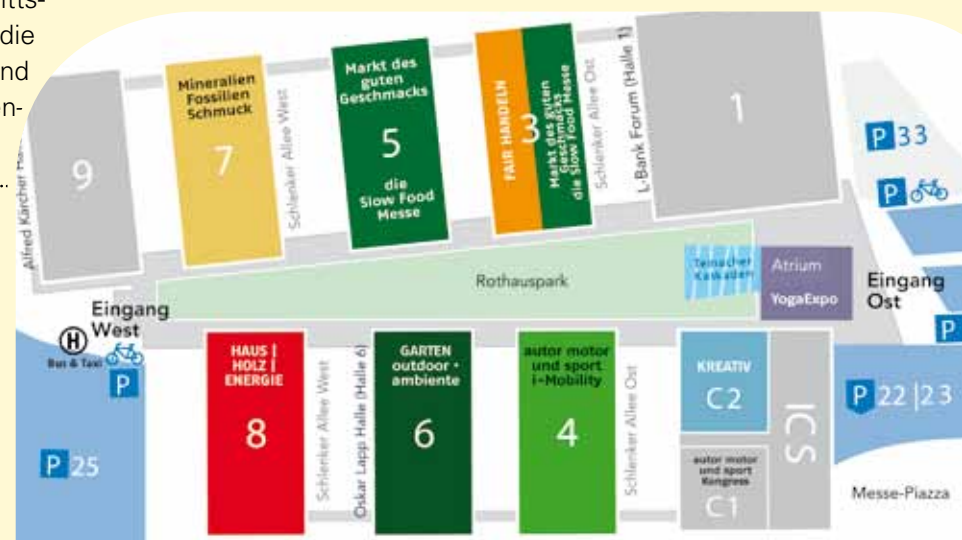 die
nd
en-
Alfred Kärcher
9
Mineralien
Fossilien
Schmuck
7
Schlenker Allee West
Markt des
guten
Geschmacks
5
die
Slow Food
Messe
FAIR HANDELN
3
Markt des guten
Geschmacks
die Slow Food Messe
Schlenker Allee Ost
L-Bank Forum (Halle 1)
1
P 33
P
Rothauspark
Teinacher
Kaskaden
Atrium
YogaExpo
Eingang
Ost
P
Eingang
West
H
Bus & Taxi
P
P 25
HAUS |
HOLZ |
ENERGIE
8
Schlenker Allee West
Oskar Lapp Halle (Halle 6)
GARTEN
outdoor •
ambiente
6
autor motor
und sport
i-Mobility
4
Schlenker Allee Ost
KREATIV
C2
autor motor
und sport
Kongress
C1
ICS
P 22|23
Messe-Piazza